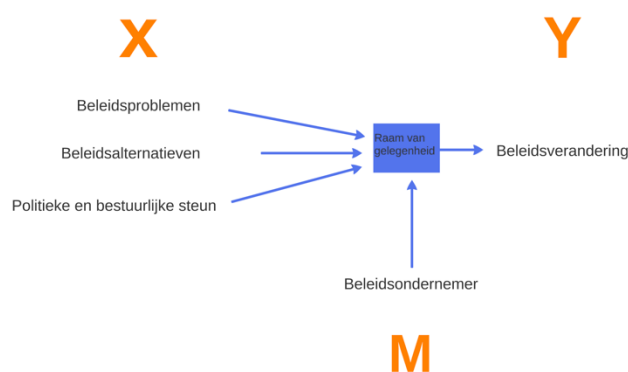 X
Y
Beleidsproblemen
Raam van
gelegenheid
Beleidsalternatieven
Beleidsverandering
Politieke en bestuurlijke steun
Beleidsondernemer
M